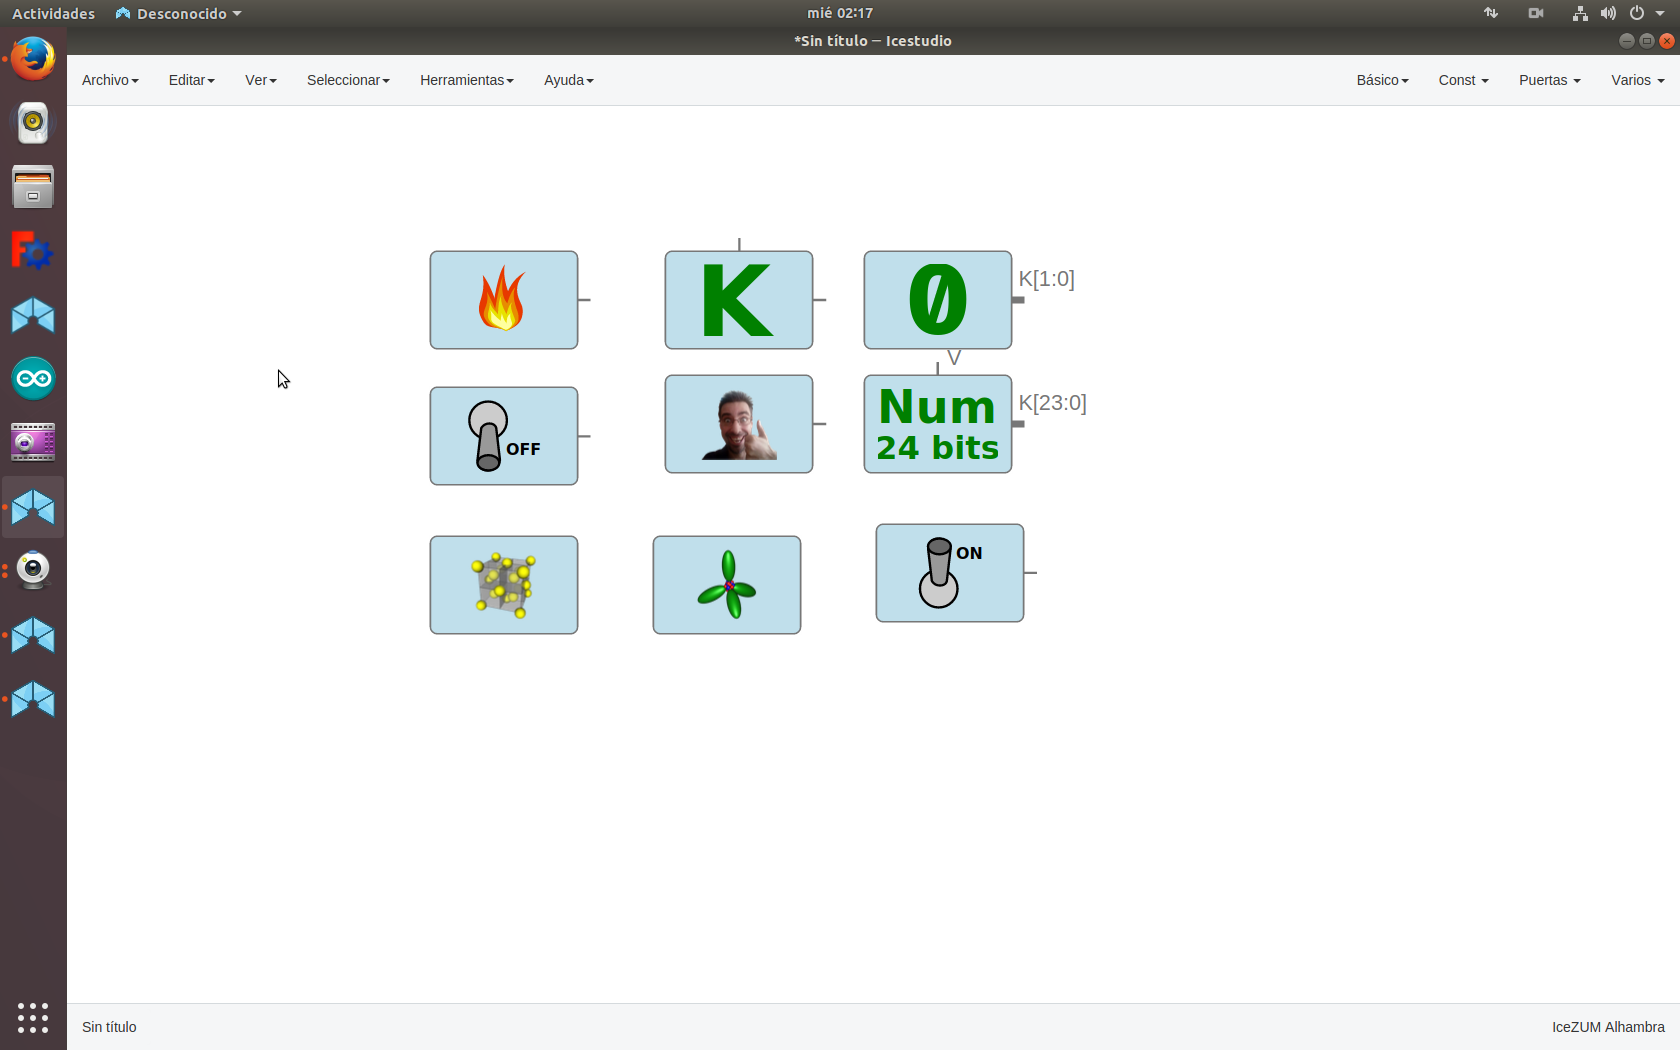 Actividades
Desconocido
mié 02:17
*Sin título — Icestudio
Archivo
Editar
Ver
Seleccionar
Herramientas
Ayuda
Básico
Const
Puertas
Varios
K
0
K[1:0]
V
OFF
Num
24 bits
K[23:0]
ON
Sin título
IceZUM Alhambra